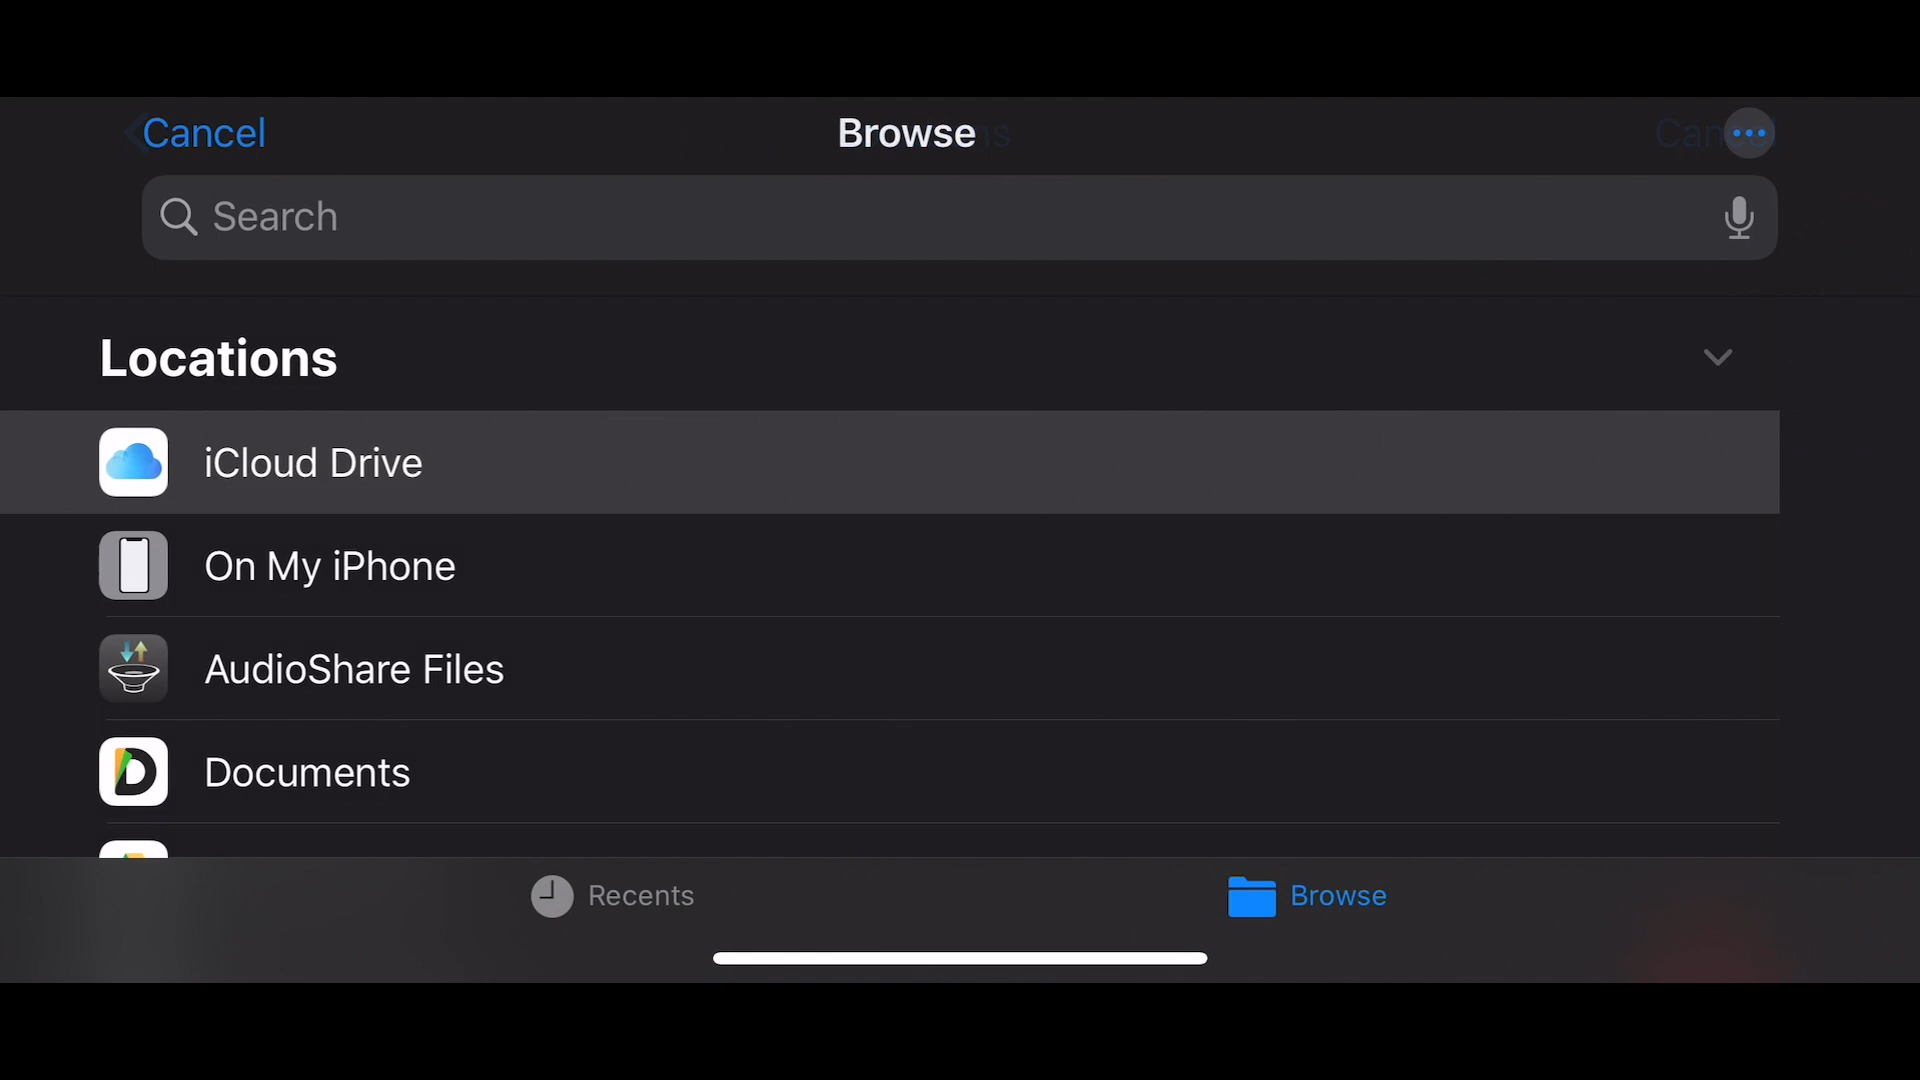 Cancel
Browse
Search
Locations
iCloud Drive
On My iPhone
AudioShare Files
Documents
Recents
Browse